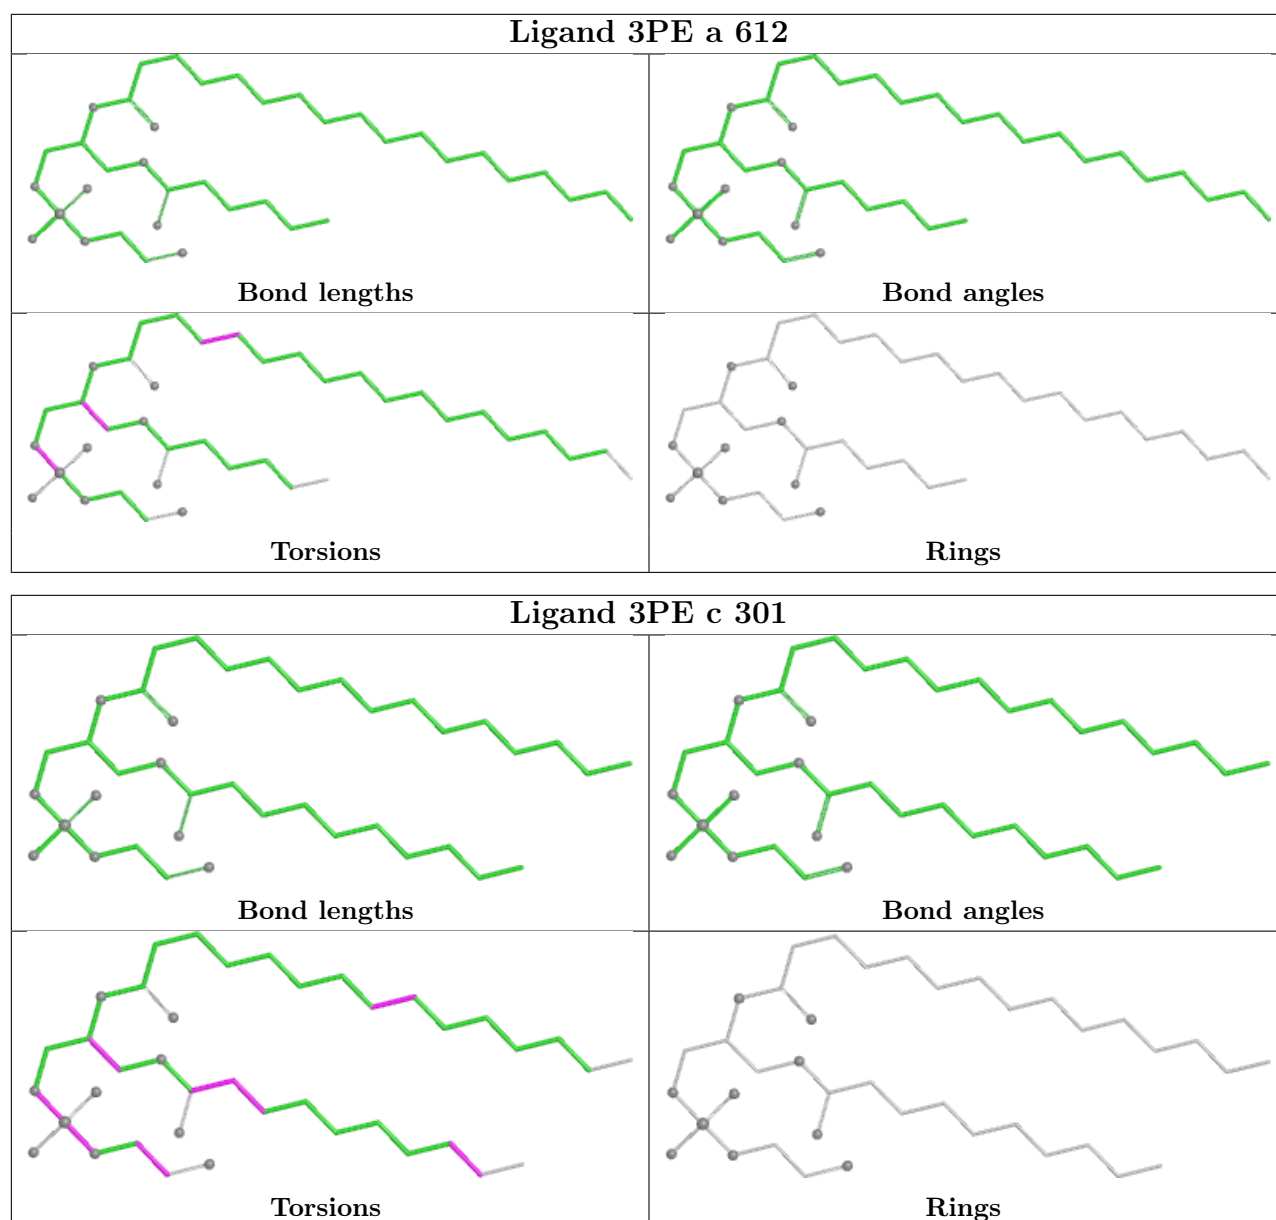 Ligand 3PE a 612
Bond lengths
Bond angles
Torsions
Rings
Ligand 3PE c 301
Bond lengths
Bond angles
Torsions
Rings